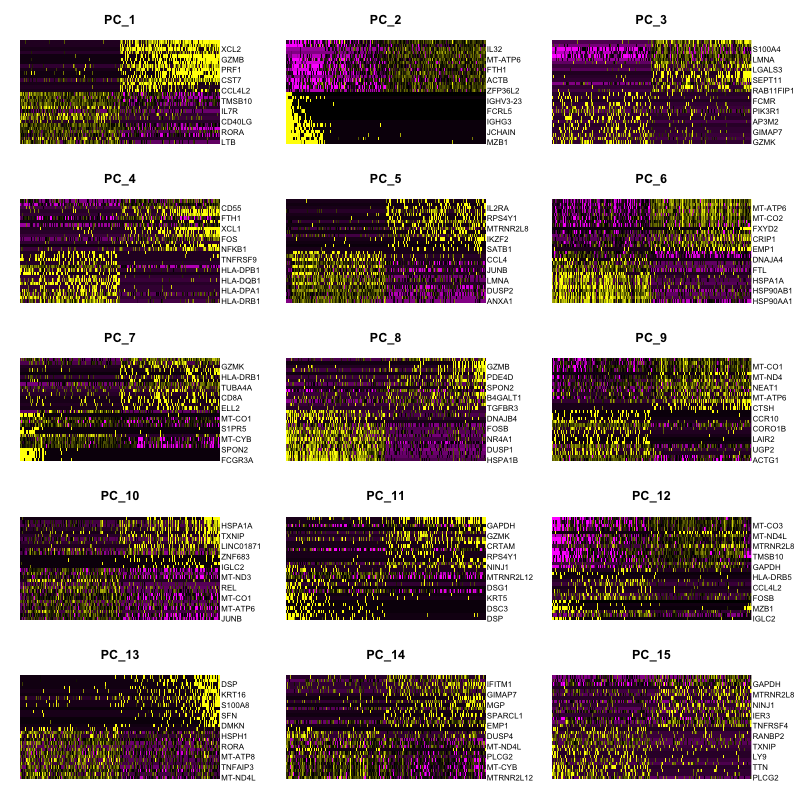 PC_1
XCL2
GZMB
PRF1
CST7
CCL4L2
TMSB10
IL7R
CD40LG
RORA
LTB
PC_2
IL32
MT-ATP6
FTH1
ACTB
ZFP36L2
IGHV3-23
FCRL5
IGHG3
JCHAIN
MZB1
PC_3
S100A4
LMNA
LGALS3
SEPT11
RAB11FIP1
FCMR
PIK3R1
AP3M2
GIMAP7
GZMK
PC_4
CD55
FTH1
XCL1
FOS
NFKB1
TNFRSF9
HLA-DPB1
HLA-DQB1
HLA-DPA1
HLA-DRB1
PC_5
IL2RA
RPS4Y1
MTRNR2L8
IKZF2
SATB1
CCL4
JUNB
LMNA
DUSP2
ANXA1
PC_6
MT-ATP6
MT-CO2
FXYD2
CRIP1
EMP1
DNAJA4
FTL
HSPA1A
HSP90AB1
HSP90AA1
PC_7
GZMK
HLA-DRB1
TUBA4A
CD8A
ELL2
MT-CO1
S1PR5
MT-CYB
SPON2
FCGR3A
PC_8
GZMB
PDE4D
SPON2
B4GALT1
TGFBR3
DNAJB4
FOSB
NR4A1
DUSP1
HSPA1B
PC_9
MT-CO1
MT-ND4
NEAT1
MT-ATP6
CTSH
CCR10
CORO1B
LAIR2
UGP2
ACTG1
PC_10
HSPA1A
TXNIP
LINC01871
ZNF683
IGLC2
MT-ND3
REL
MT-CO1
MT-ATP6
JUNB
PC_11
GAPDH
GZMK
CRTAM
RPS4Y1
NINJ1
MTRNR2L12
DSG1
KRT5
DSC3
DSP
PC_12
MT-CO3
MT-ND4L
MTRNR2L8
TMSB10
GAPDH
HLA-DRB5
CCL4L2
FOSB
MZB1
IGLC2
PC_13
DSP
KRT16
S100A8
SFN
DMKN
HSPH1
RORA
MT-ATP8
TNFAIP3
MT-ND4L
PC_14
IFITM1
GIMAP7
MGP
SPARCL1
EMP1
DUSP4
MT-ND4L
PLCG2
MT-CYB
MTRNR2L12
PC_15
GAPDH
MTRNR2L8
NINJ1
IER3
TNFRSF4
RANBP2
TXNIP
LY9
TTN
PLCG2